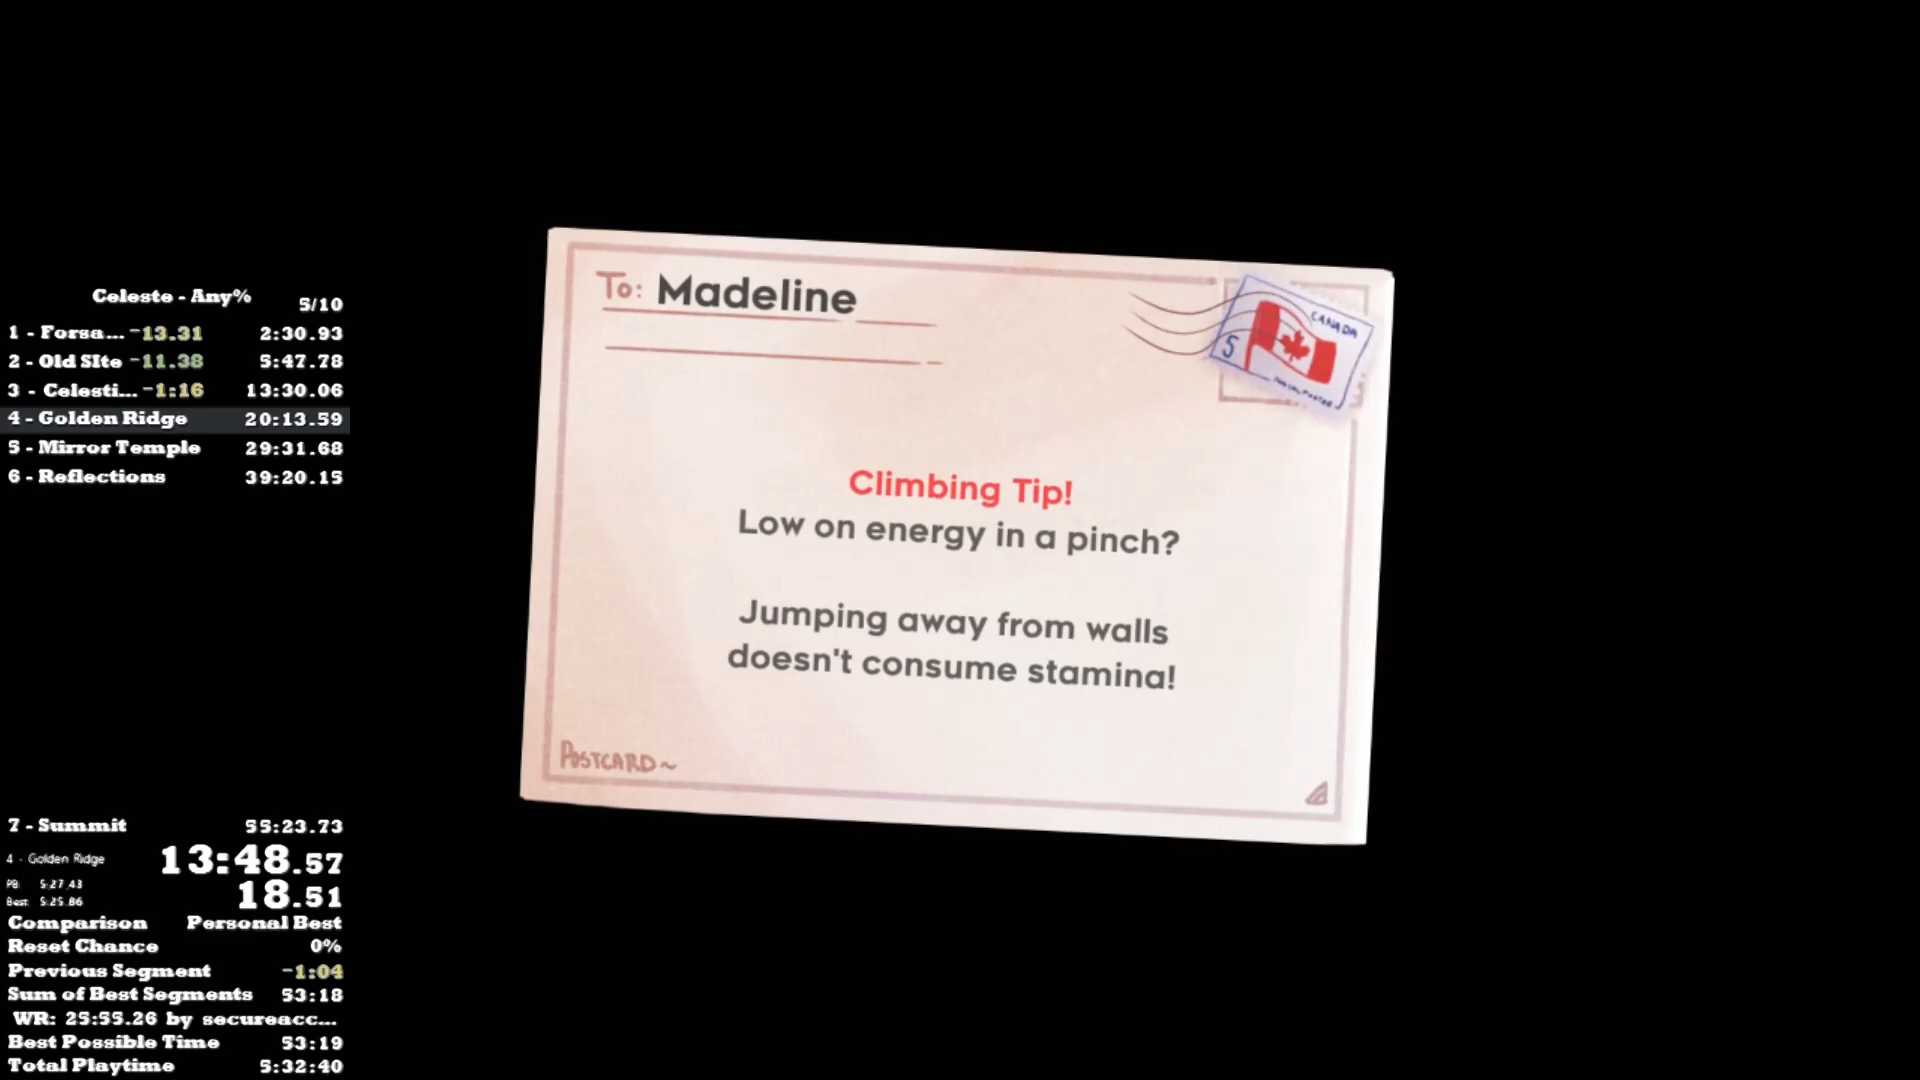 Celeste - Any%
5/10
1 - Forsa... -13.31 2:30.93
2 - Old SIte -11.38 5:47.78
3 - Celesti... -1:16 13:30.06
4 - Golden Ridge 20:13.59
5 - Mirror Temple 29:31.68
6 - Reflections 39:20.15
7 - Summit 55:23.73
4 - Golden Ridge 13:48.57
PB: 5:27.43
18.51
Best: 5:25.86
Comparison Personal Best
Reset Chance 0%
Previous Segment -1:04
Sum of Best Segments 53:18
WR: 25:55.26 by secureacc...
Best Possible Time 53:19
Total Playtime 5:32:40
To: Madeline
CANADA
5
Climbing Tip!
Low on energy in a pinch?
Jumping away from walls
doesn't consume stamina!
POSTCARD~